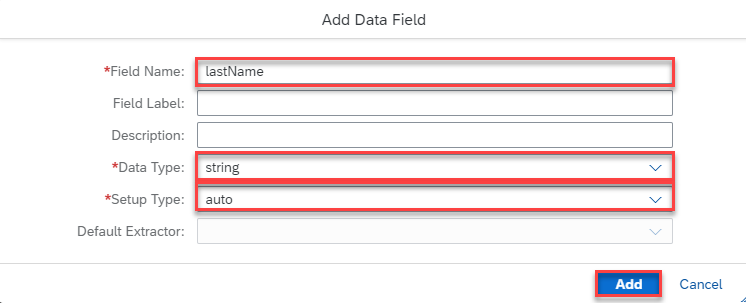 Add Data Field
*Field Name: lastName
Field Label:
Description:
*Data Type: string
*Setup Type: auto
Default Extractor:
Add Cancel